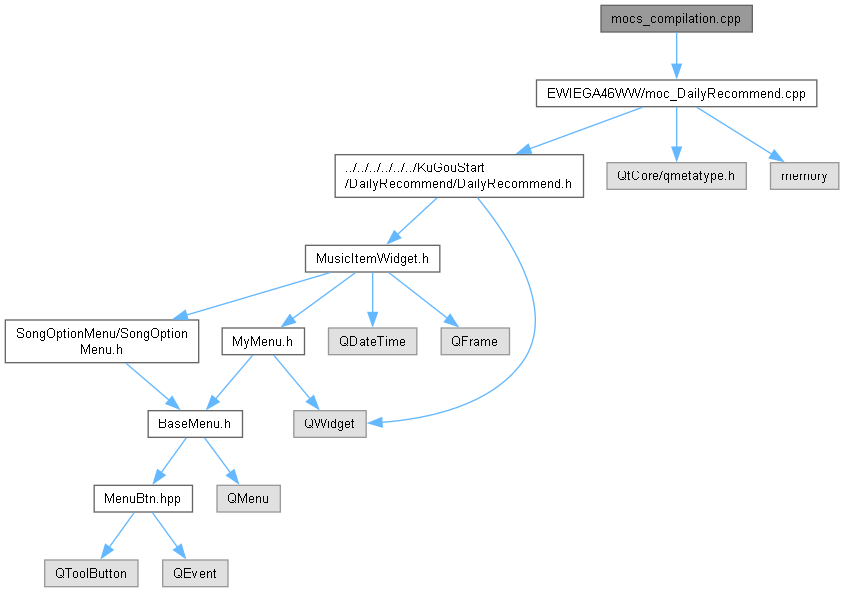 mocs_compilation.cpp
EWIEGA46WW/moc_DailyRecommend.cpp
../../../../../../KuGouStart
/DailyRecommend/DailyRecommend.h
QtCore/qmetatype.h
memory
MusicItemWidget.h
SongOptionMenu/SongOption
Menu.h
MyMenu.h
QDateTime
QFrame
BaseMenu.h
QWidget
MenuBtn.hpp
QMenu
QToolButton
QEvent